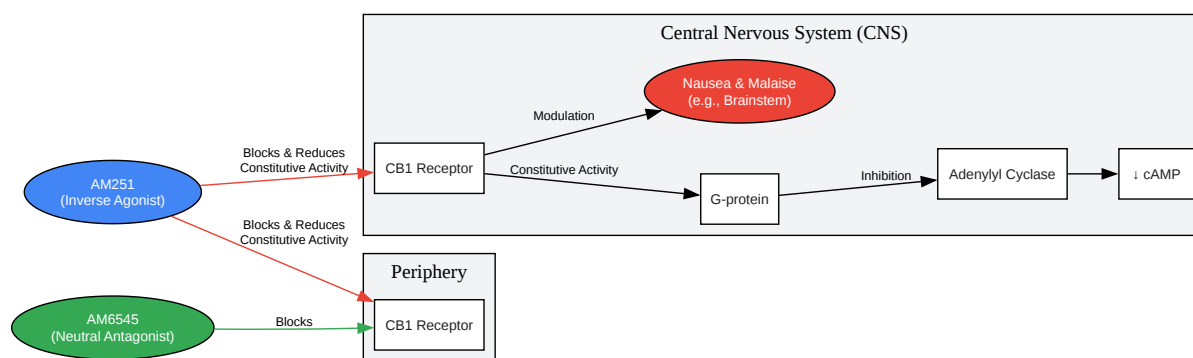 Central Nervous System (CNS)
Nausea & Malaise
(e.g., Brainstem)
Modulation
Blocks & Reduces
Constitutive Activity
CB1 Receptor
Constitutive Activity
G-protein
Inhibition
Adenylyl Cyclase
↓ cAMP
AM251
(Inverse Agonist)
Blocks & Reduces
Constitutive Activity
Periphery
AM6545
(Neutral Antagonist)
Blocks
CB1 Receptor